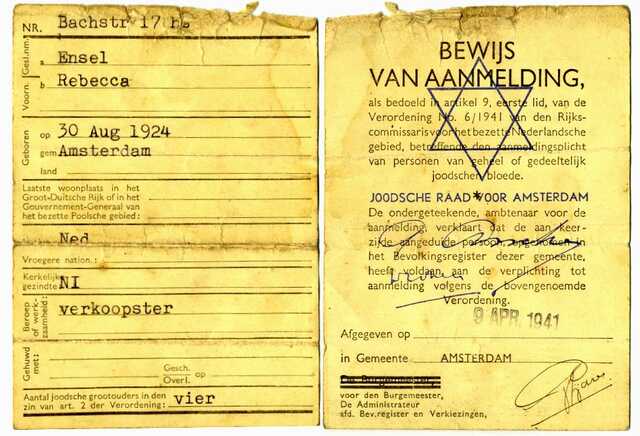 NR. Bachstr 17 hs
Gesl.nm. a Ensel
Voorn. b Rebecca
Geboren op 30 Aug 1924
gem Amsterdam
land
Laatste woonplaats in het
Groot-Duitsche Rijk of in het
Gouvernement-Generaal van
het bezette Poolsche gebied:
Ned
Vroegere nation.:
Kerkelijke
gezindte NI
Beroep
of werk-
zaamheid: verkoopster
Gehuwd
met:
Gesch.
Overl. op
Aantal joodsche grootouders in den
zin van art. 2 der Verordening: vier
BEWIJS
VAN AANMELDING,
als bedoeld in artikel 9, eerste lid, van de
Verordening No. 6/1941 van den Rijks-
commissaris voor het bezette Nederlandsche
gebied, betreffende den aanmeldingsplicht
van personen van geheel of gedeeltelijk
joodschen bloede.
JOODSCHE RAAD VOOR AMSTERDAM
De ondergeteekende, ambtenaar voor de
aanmelding, verklaart dat de aan keer-
zijde aangeduide persoon, opgenomen in
het Bevolkingsregister dezer gemeente,
heeft voldaan aan de verplichting tot
aanmelding volgens de bovengenoemde
Verordening.
9 APR. 1941
Afgegeven op
in Gemeente AMSTERDAM
De Burgemeester,
voor den Burgemeester,
De Administrateur
afd. Bev.register en Verkiezingen,